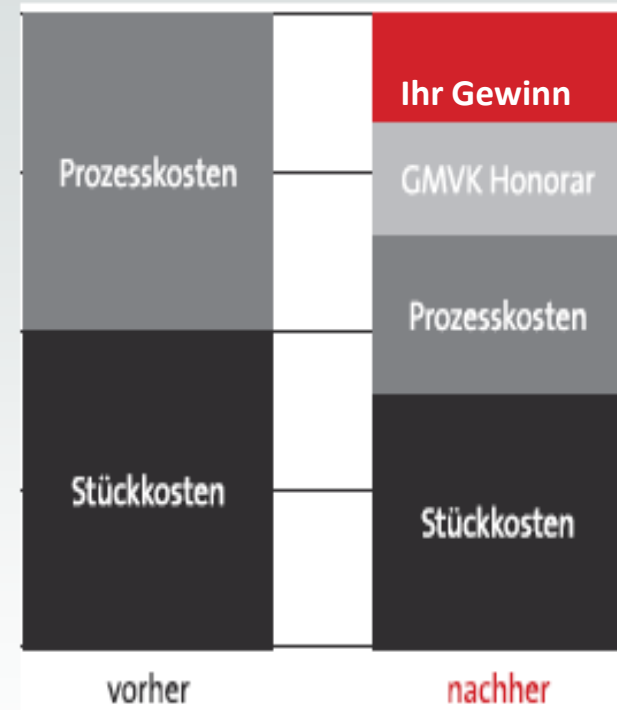 Prozesskosten
Stückkosten
vorher
Ihr Gewinn
GMVK Honorar
Prozesskosten
Stückkosten
nachher